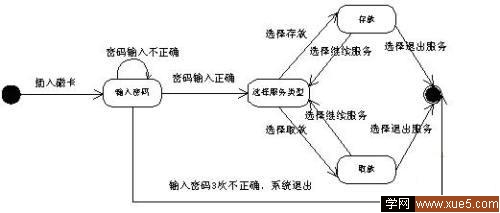 存款
选择存款
选择继续服务
选择退出服务
密码输入不正确
插入磁卡
密码输入正确
输入密码
选择服务类型
选择继续服务
选择取款
选择退出服务
取款
输入密码3次不正确，系统退出
学网
www.xue5.com